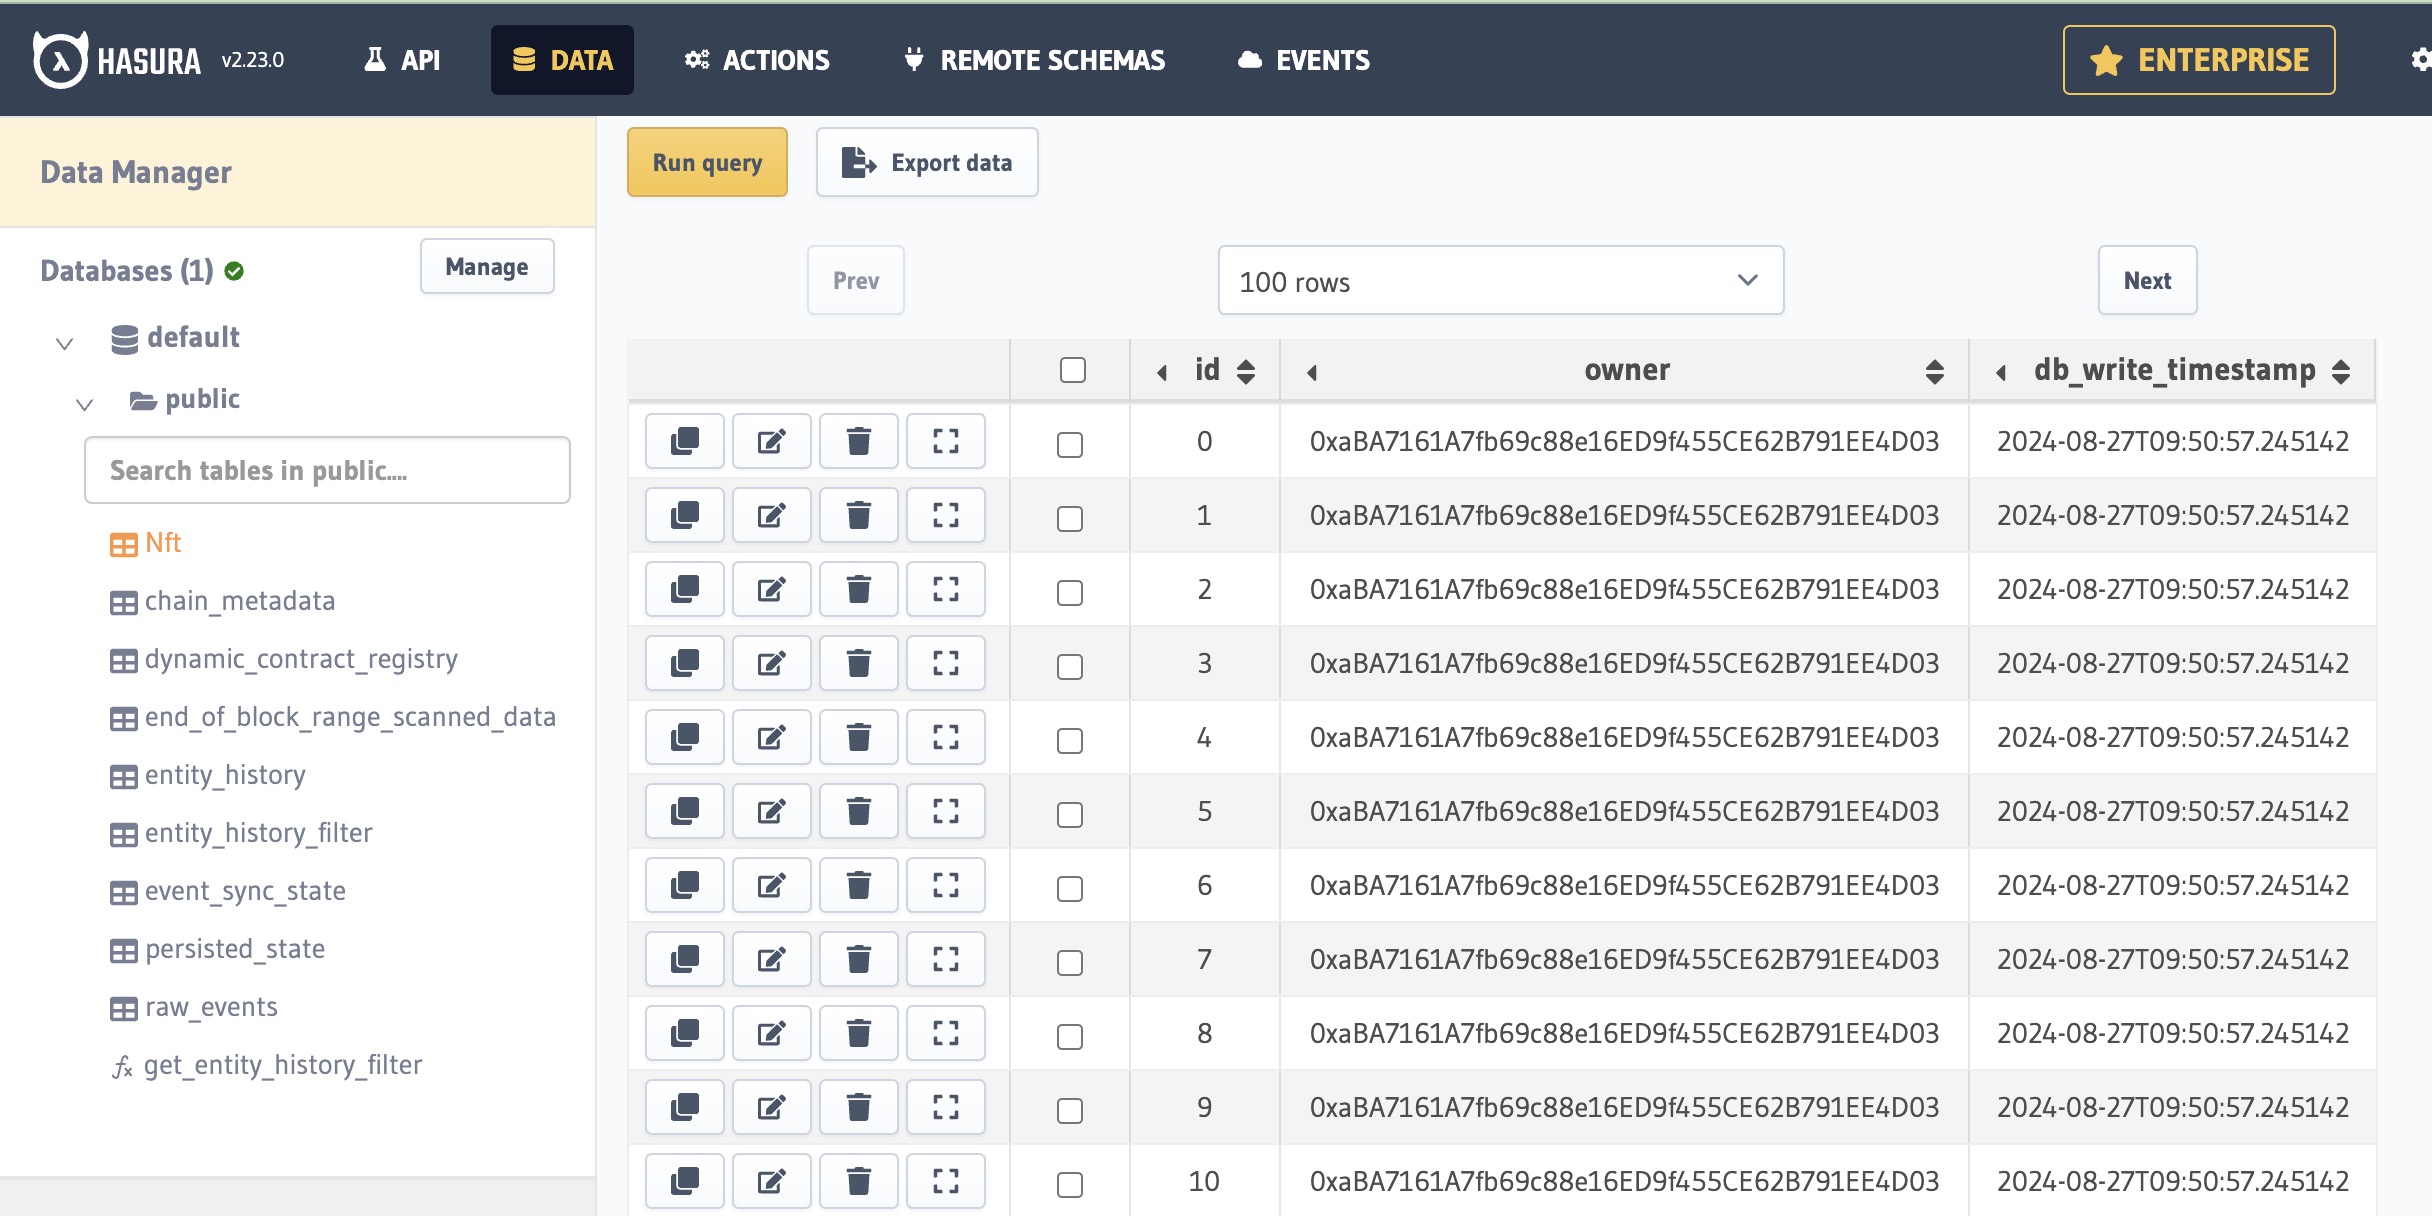 HASURA v2.23.0 API DATA ACTIONS REMOTE SCHEMAS EVENTS ENTERPRISE
Data Manager
Databases (1) Manage
default
public
Search tables in public....
Nft
chain_metadata
dynamic_contract_registry
end_of_block_range_scanned_data
entity_history
entity_history_filter
event_sync_state
persisted_state
raw_events
get_entity_history_filter
Run query Export data
Prev 100 rows Next
id owner db_write_timestamp
0 0xaBA7161A7fb69c88e16ED9f455CE62B791EE4D03 2024-08-27T09:50:57.245142
1 0xaBA7161A7fb69c88e16ED9f455CE62B791EE4D03 2024-08-27T09:50:57.245142
2 0xaBA7161A7fb69c88e16ED9f455CE62B791EE4D03 2024-08-27T09:50:57.245142
3 0xaBA7161A7fb69c88e16ED9f455CE62B791EE4D03 2024-08-27T09:50:57.245142
4 0xaBA7161A7fb69c88e16ED9f455CE62B791EE4D03 2024-08-27T09:50:57.245142
5 0xaBA7161A7fb69c88e16ED9f455CE62B791EE4D03 2024-08-27T09:50:57.245142
6 0xaBA7161A7fb69c88e16ED9f455CE62B791EE4D03 2024-08-27T09:50:57.245142
7 0xaBA7161A7fb69c88e16ED9f455CE62B791EE4D03 2024-08-27T09:50:57.245142
8 0xaBA7161A7fb69c88e16ED9f455CE62B791EE4D03 2024-08-27T09:50:57.245142
9 0xaBA7161A7fb69c88e16ED9f455CE62B791EE4D03 2024-08-27T09:50:57.245142
10 0xaBA7161A7fb69c88e16ED9f455CE62B791EE4D03 2024-08-27T09:50:57.245142